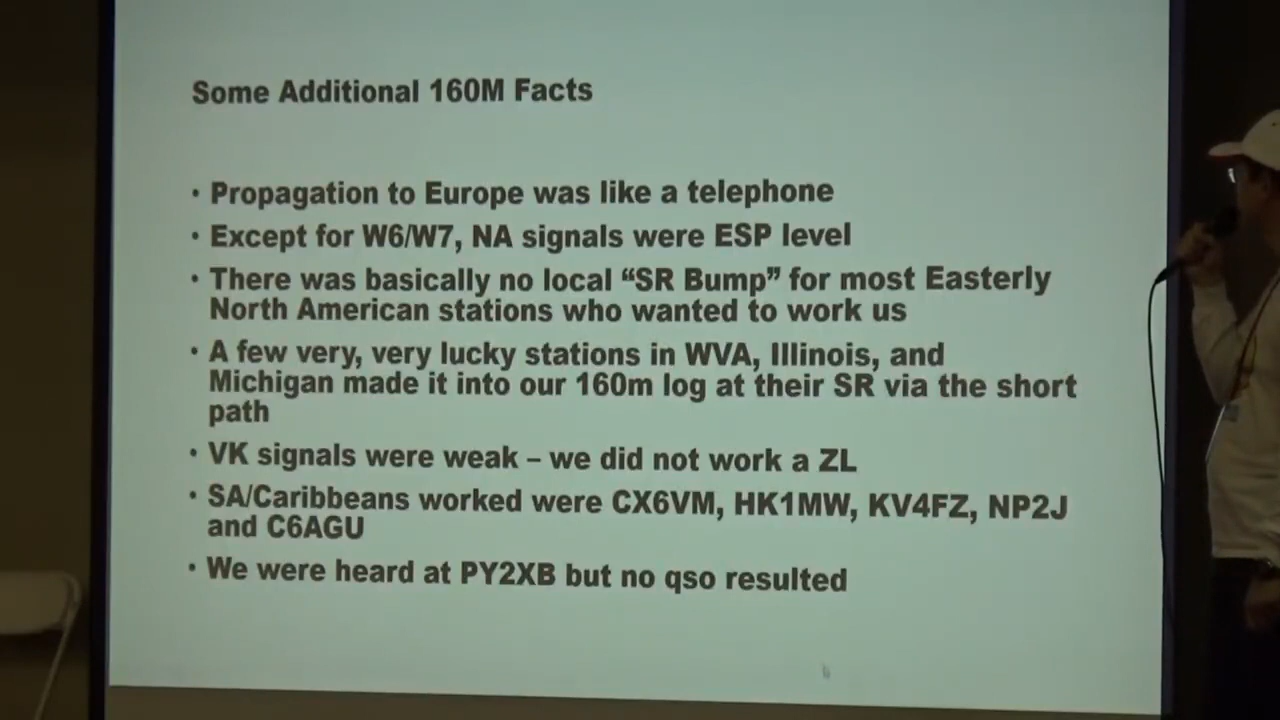 Some Additional 160M Facts
• Propagation to Europe was like a telephone
• Except for W6/W7, NA signals were ESP level
• There was basically no local “SR Bump” for most Easterly
North American stations who wanted to work us
• A few very, very lucky stations in WVA, Illinois, and
Michigan made it into our 160m log at their SR via the short
path
• VK signals were weak – we did not work a ZL
• SA/Caribbeans worked were CX6VM, HK1MW, KV4FZ, NP2J
and C6AGU
• We were heard at PY2XB but no qso resulted